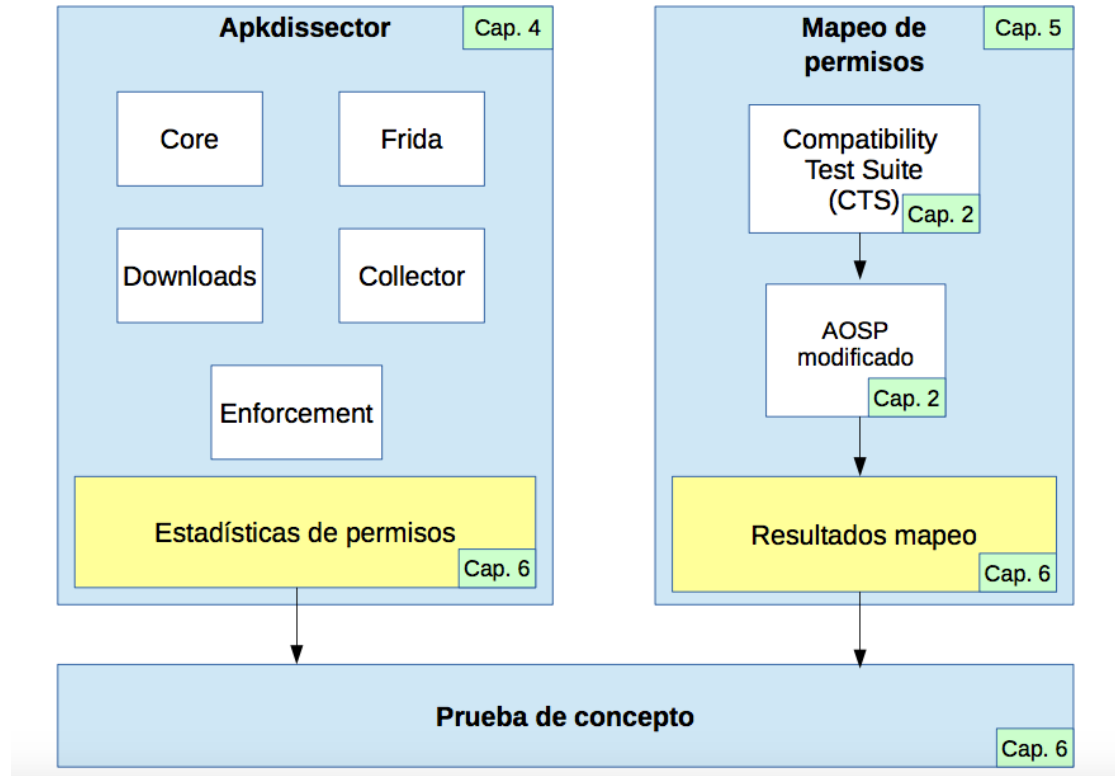 Apkdissector
Cap. 4
Core
Frida
Downloads
Collector
Enforcement
Estadísticas de permisos
Cap. 6
Mapeo de
permisos
Cap. 5
Compatibility
Test Suite
(CTS)
Cap. 2
AOSP
modificado
Cap. 2
Resultados mapeo
Cap. 6
Prueba de concepto
Cap. 6